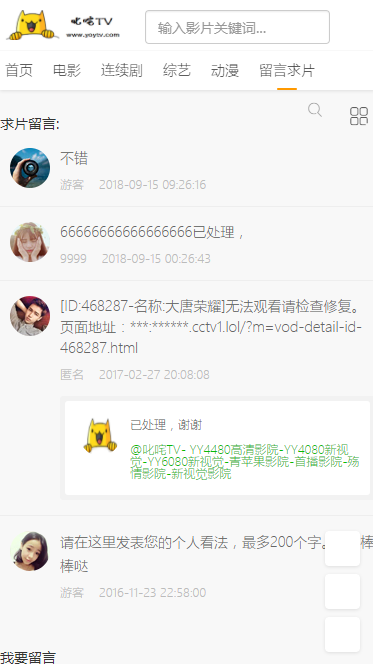 叱咤TV
www.yoytv.com
输入影片关键词...
首页 电影 连续剧 综艺 动漫 留言求片
求片留言:
不错
游客 2018-09-15 09:26:16
66666666666666666已处理，
9999 2018-09-15 00:26:43
[ID:468287-名称:大唐荣耀]无法观看请检查修复。
页面地址：***:******.cctv1.lol/?m=vod-detail-id-
468287.html
匿名 2017-02-27 20:08:08
已处理，谢谢
@叱咤TV- YY4480高清影院-YY4080新视
觉-YY6080新视觉-青苹果影院-首播影院-殇
情影院-新视觉影院
请在这里发表您的个人看法，最多200个字。 棒
棒哒
游客 2016-11-23 22:58:00
我要留言